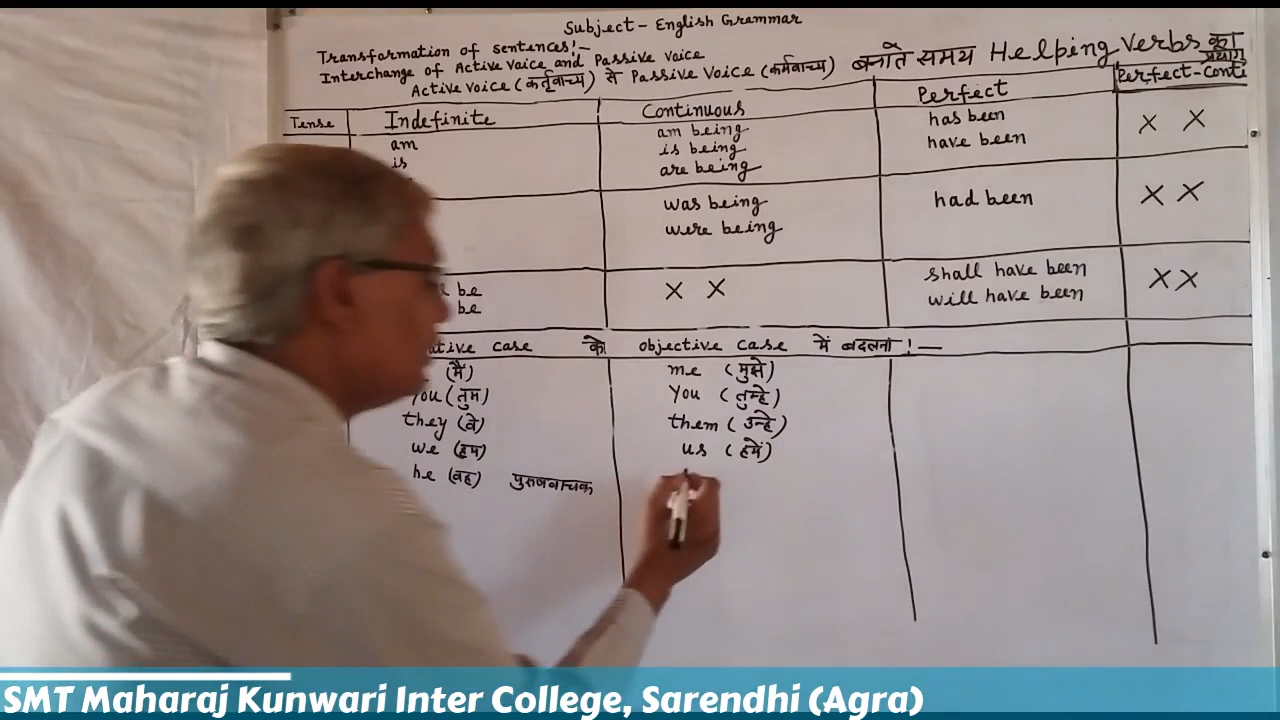 Subject - English Grammar
Transformation of sentences!-
Interchange of Active Voice and Passive Voice
Active voice (कर्तृवाच्य) से Passive Voice (कर्मवाच्य) बनाते समय Helping Verbs का प्रयोग
Tense Indefinite Continuous Perfect Perfect-Conti
am am being has been X X
is is being have been
are being
was being had been X X
were being
be X X shall have been X X
be will have been
ative case को objective case में बदलना !-
(मैं) me (मुझे)
you (तुम) You (तुम्हे)
they (वे) them (उन्हे)
we (हम) us (हमें)
he (वह) पुरुषवाचक
SMT Maharaj Kunwari Inter College, Sarendhi (Agra)